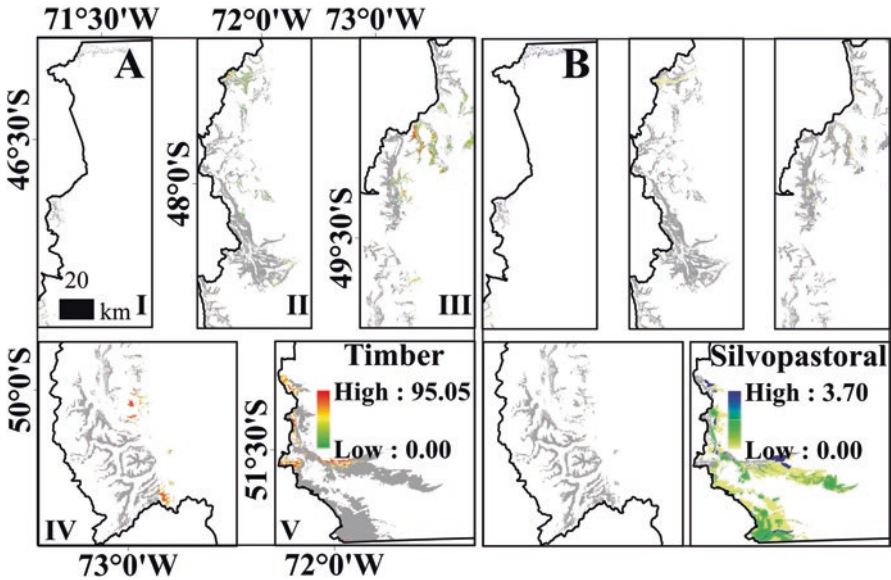 71°30'W
72°0'W
73°0'W
A
B
46°30'S
48°0'S
49°30'S
20
km
I
II
III
50°0'S
51°30'S
Timber
High : 95.05
Low : 0.00
Silvopastoral
High : 3.70
Low : 0.00
IV
V
73°0'W
72°0'W